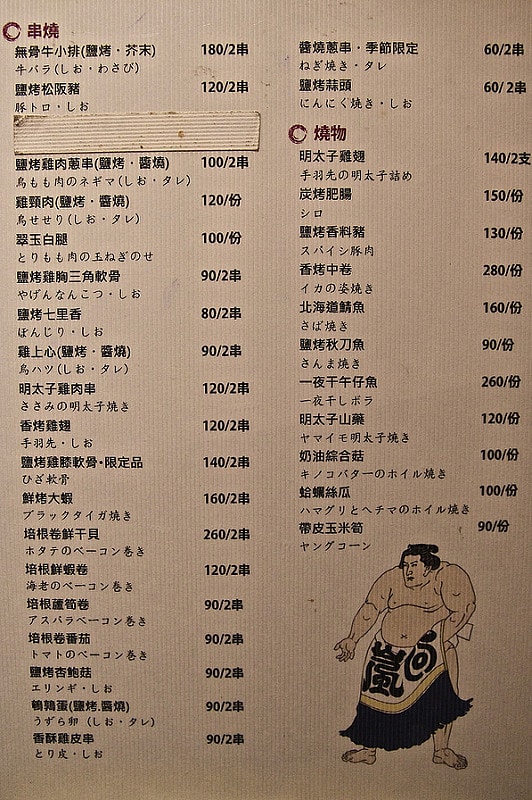 串燒
無骨牛小排(鹽烤・芥末) 180/2串
牛バラ(しお・わさび)
鹽烤松阪豬 120/2串
豚トロ・しお
鹽烤雞肉蔥串(鹽烤・醬燒) 100/2串
鳥もも肉のネギマ(しお・タレ)
雞頸肉(鹽烤・醬燒) 120/份
鳥せせり(しお・タレ)
翠玉白腿 100/份
とりもも肉の玉ねぎのせ
鹽烤雞胸三角軟骨 90/2串
やげんなんこつ・しお
鹽烤七里香 80/2串
ぼんじり・しお
雞上心(鹽烤・醬燒) 90/2串
鳥ハツ(しお・タレ)
明太子雞肉串 120/2串
ささみの明太子焼き
香烤雞翅 120/2串
手羽先・しお
鹽烤雞膝軟骨・限定品 140/2串
ひざ軟骨
鮮烤大蝦 160/2串
ブラックタイガ焼き
培根卷鮮干貝 260/2串
ホタテのベーコン巻き
培根鮮蝦卷 120/2串
海老のベーコン巻き
培根蘆筍卷 90/2串
アスパラベーコン巻き
培根卷番茄 90/2串
トマトのベーコン巻き
鹽烤杏鮑菇 90/2串
エリンギ・しお
鵪鶉蛋(鹽烤.醬燒) 90/2串
うずら卵(しお・タレ)
香酥雞皮串 90/2串
とり皮・しお
醬燒蔥串・季節限定 60/2串
ねぎ焼き・タレ
鹽烤蒜頭 60/2串
にんにく焼き・しお
燒物
明太子雞翅 140/2支
手羽先の明太子詰め
炭烤肥腸 150/份
シロ
鹽烤香料豬 130/份
スパイシ豚肉
香烤中卷 280/份
イカの姿焼き
北海道鯖魚 160/份
さば焼き
鹽烤秋刀魚 90/份
さんま焼き
一夜干午仔魚 260/份
一夜干しボラ
明太子山藥 120/份
ヤマイモ明太子焼き
奶油綜合菇 100/份
キノコバターのホイル焼き
蛤蠣絲瓜 100/份
ハマグリとヘチマのホイル焼き
帶皮玉米筍 90/份
ヤングコーン
嵐